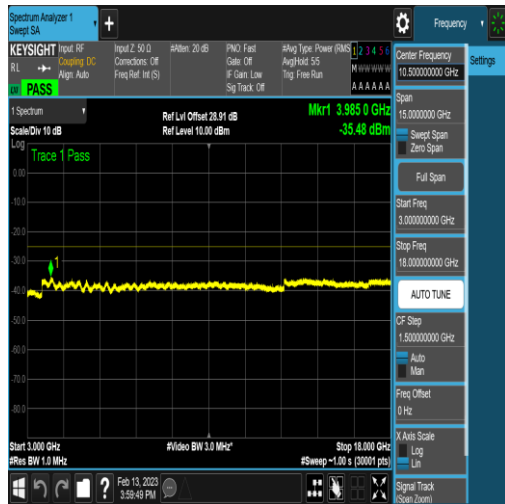 Spectrum Analyzer 1
Swept SA
Frequency
Settings
KEYSIGHT
RL
PASS
Input: RF
Coupling: DC
Align: Auto
Input Z: 50 Ω
Corrections: Off
Freq Ref: Int (S)
#Atten: 20 dB
PNO: Fast
Gate: Off
IF Gain: Low
Sig Track: Off
#Avg Type: Power (RMS
Avg|Hold: 5/5
Trig: Free Run
1 2 3 4 5 6
M W W W W W
A A A A A A
1 Spectrum
Scale/Div 10 dB
Ref Lvl Offset 28.91 dB
Ref Level 10.00 dBm
Mkr1 3.985 0 GHz
-35.48 dBm
Log
Trace 1 Pass
0.00
-10.0
-20.0
-30.0
1
-40.0
-50.0
-60.0
-70.0
-80.0
Start 3.000 GHz
#Res BW 1.0 MHz
#Video BW 3.0 MHz*
Stop 18.000 GHz
#Sweep ~1.00 s (30001 pts)
Center Frequency
10.500000000 GHz
Span
15.0000000 GHz
Swept Span
Zero Span
Full Span
Start Freq
3.000000000 GHz
Stop Freq
18.000000000 GHz
AUTO TUNE
CF Step
1.500000000 GHz
Auto
Man
Freq Offset
0 Hz
X Axis Scale
Log
Lin
Signal Track
(Span Zoom)
?
Feb 13, 2023
3:59:49 PM